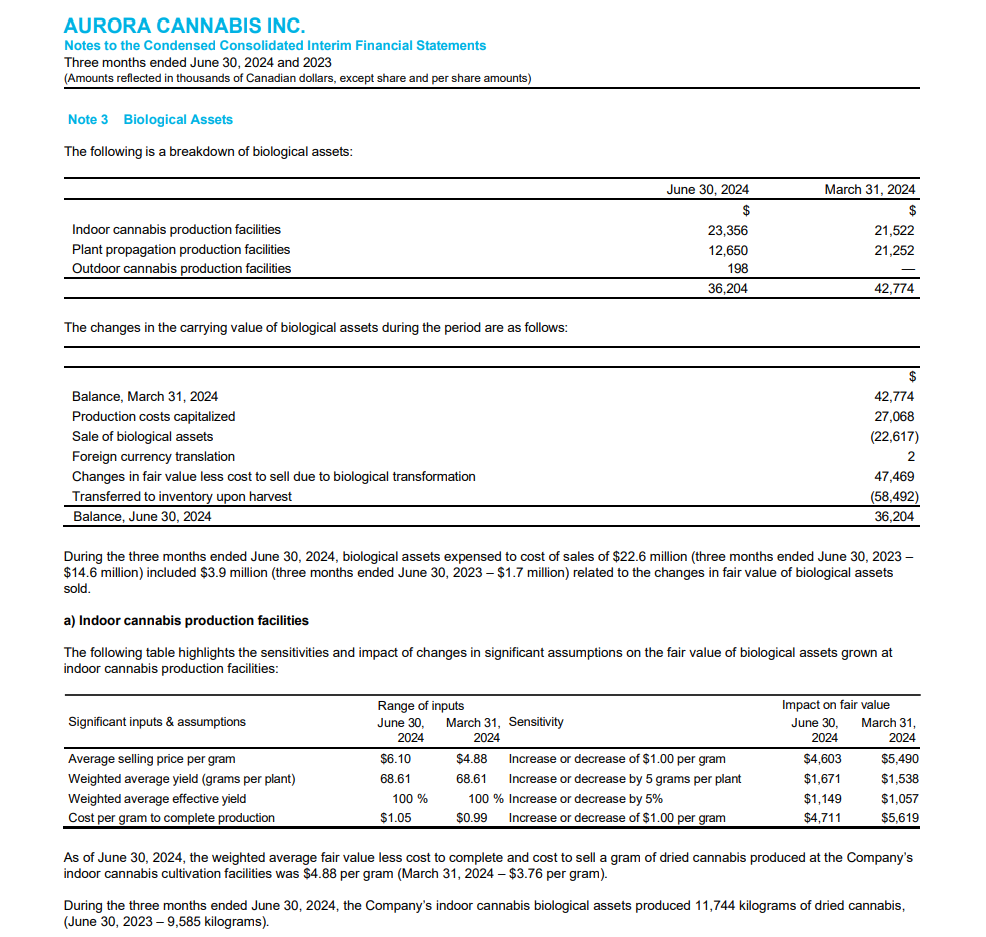 AURORA CANNABIS INC.
Notes to the Condensed Consolidated Interim Financial Statements
Three months ended June 30, 2024 and 2023
(Amounts reflected in thousands of Canadian dollars, except share and per share amounts)
Note 3 Biological Assets
The following is a breakdown of biological assets:
June 30, 2024 March 31, 2024
$ $
Indoor cannabis production facilities 23,356 21,522
Plant propagation production facilities 12,650 21,252
Outdoor cannabis production facilities 198 —
36,204 42,774
The changes in the carrying value of biological assets during the period are as follows:
$
Balance, March 31, 2024 42,774
Production costs capitalized 27,068
Sale of biological assets (22,617)
Foreign currency translation 2
Changes in fair value less cost to sell due to biological transformation 47,469
Transferred to inventory upon harvest (58,492)
Balance, June 30, 2024 36,204
During the three months ended June 30, 2024, biological assets expensed to cost of sales of $22.6 million (three months ended June 30, 2023 –
$14.6 million) included $3.9 million (three months ended June 30, 2023 – $1.7 million) related to the changes in fair value of biological assets
sold.
a) Indoor cannabis production facilities
The following table highlights the sensitivities and impact of changes in significant assumptions on the fair value of biological assets grown at
indoor cannabis production facilities:
Range of inputs Impact on fair value
Significant inputs & assumptions June 30, March 31, Sensitivity June 30, March 31,
2024 2024 2024 2024
Average selling price per gram $6.10 $4.88 Increase or decrease of $1.00 per gram $4,603 $5,490
Weighted average yield (grams per plant) 68.61 68.61 Increase or decrease by 5 grams per plant $1,671 $1,538
Weighted average effective yield 100 % 100 % Increase or decrease by 5% $1,149 $1,057
Cost per gram to complete production $1.05 $0.99 Increase or decrease of $1.00 per gram $4,711 $5,619
As of June 30, 2024, the weighted average fair value less cost to complete and cost to sell a gram of dried cannabis produced at the Company's
indoor cannabis cultivation facilities was $4.88 per gram (March 31, 2024 – $3.76 per gram).
During the three months ended June 30, 2024, the Company's indoor cannabis biological assets produced 11,744 kilograms of dried cannabis,
(June 30, 2023 – 9,585 kilograms).